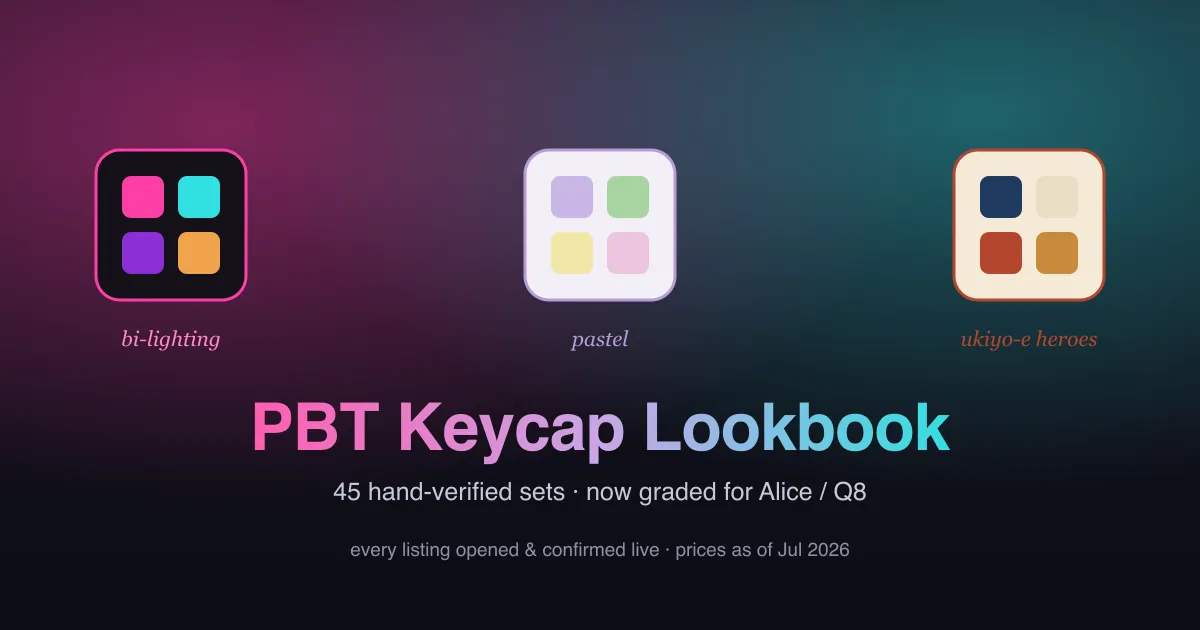 bi-lighting
pastel
ukiyo-e heroes
PBT Keycap Lookbook
45 hand-verified sets · now graded for Alice / Q8
every listing opened & confirmed live · prices as of Jul 2026